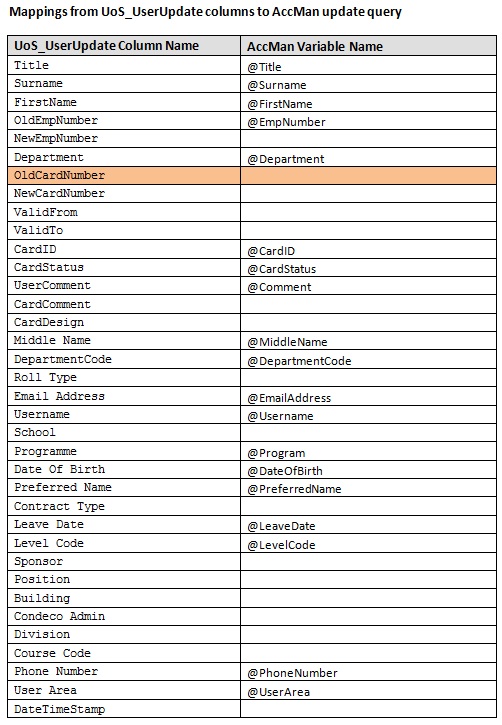 Mappings from UoS_UserUpdate columns to AccMan update query
UoS_UserUpdate Column Name AccMan Variable Name
Title @Title
Surname @Surname
FirstName @FirstName
OldEmpNumber @EmpNumber
NewEmpNumber
Department @Department
OldCardNumber
NewCardNumber
ValidFrom
ValidTo
CardID @CardID
CardStatus @CardStatus
UserComment @Comment
CardComment
CardDesign
Middle Name @MiddleName
DepartmentCode @DepartmentCode
Roll Type
Email Address @EmailAddress
Username @Username
School
Programme @Program
Date Of Birth @DateOfBirth
Preferred Name @PreferredName
Contract Type
Leave Date @LeaveDate
Level Code @LevelCode
Sponsor
Position
Building
Condeco Admin
Division
Course Code
Phone Number @PhoneNumber
User Area @UserArea
DateTimeStamp